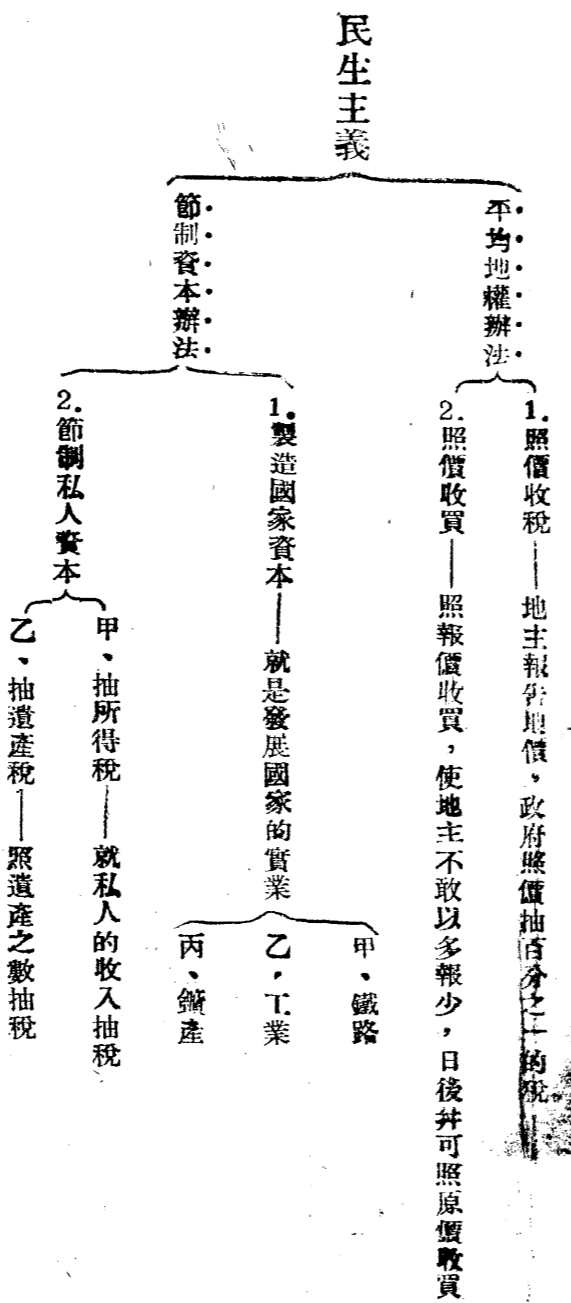 民生主義
平均地權辦法
1.照價收稅——地主報告地價，政府照價抽百分之一的稅
2.照價收買——照報價收買，使地主不敢以多報少，日後幷可照原價收買
節制資本辦法
1.製造國家資本——就是發展國家的實業
甲、鐵路
乙，工業
丙、鑛產
2.節制私人資本
甲、抽所得稅——就私人的收入抽稅
乙、抽遺產稅——照遺產之數抽稅